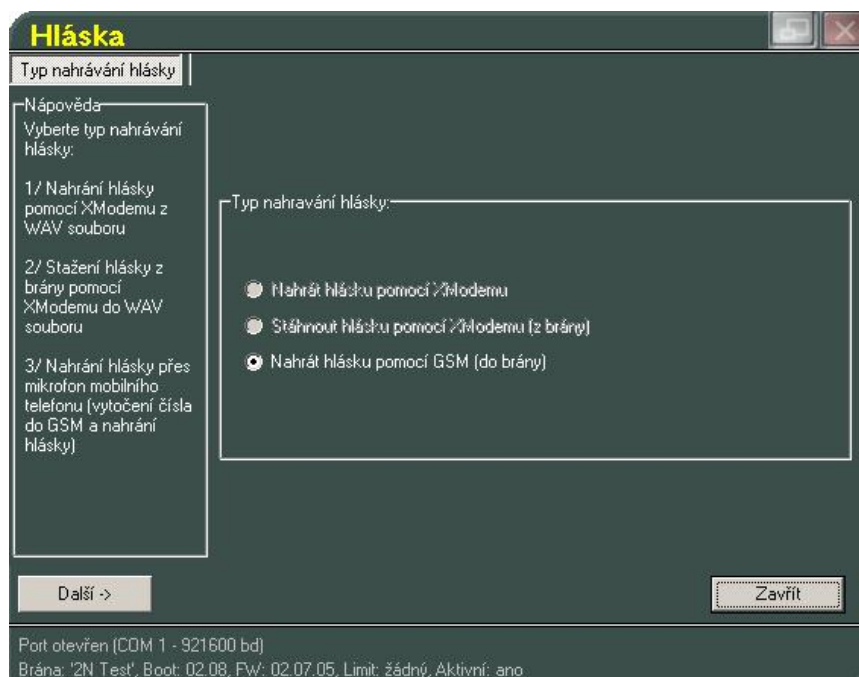 Hláska
Typ nahrávání hlásky
Nápověda
Vyberte typ nahrávání
hlásky:
1/ Nahrání hlásky
pomocí XModemu z
WAV souboru
2/ Stažení hlásky z
brány pomocí
XModemu do WAV
souboru
3/ Nahrání hlásky přes
mikrofon mobilního
telefonu (vytočení čísla
do GSM a nahrání
hlásky)
Typ nahravání hlásky:
Nahrát hlásku pomocí XModemu
Stáhnout hlásku pomocí XModemu (z brány)
Nahrát hlásku pomocí GSM (do brány)
Další ->
Zavřít
Port otevřen (COM 1 - 921600 bd)
Brána: '2N Test', Boot: 02.08, FW: 02.07.05, Limit: žádný, Aktivní: ano